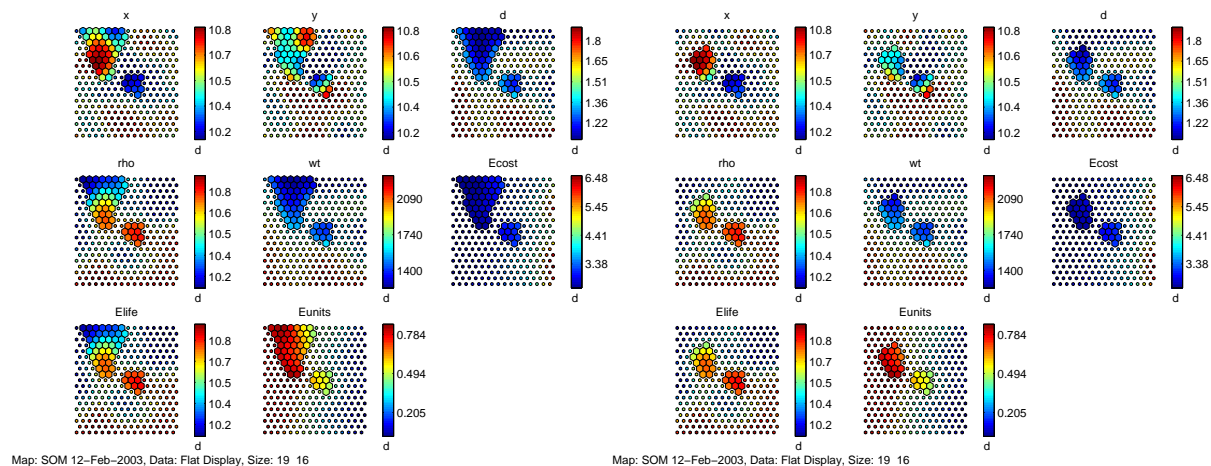 x
10.8
10.7
10.5
10.4
10.2
y
10.8
10.7
10.5
10.4
10.2
d
1.8
1.65
1.51
1.36
1.22
d
rho
10.8
10.6
10.5
10.3
10.2
wt
2090
1740
1400
Ecost
6.48
5.45
4.41
3.38
d
Elife
10.8
10.7
10.5
10.4
10.2
d
Eunits
0.784
0.494
0.205
d
Map: SOM 12−Feb−2003, Data: Flat Display, Size: 19 16
x
10.8
10.7
10.5
10.4
10.2
y
10.8
10.7
10.5
10.4
10.2
d
1.8
1.65
1.51
1.36
1.22
d
rho
10.8
10.6
10.5
10.3
10.2
wt
2090
1740
1400
Ecost
6.48
5.45
4.41
3.38
d
Elife
10.8
10.7
10.5
10.4
10.2
d
Eunits
0.784
0.494
0.205
d
Map: SOM 12−Feb−2003, Data: Flat Display, Size: 19 16